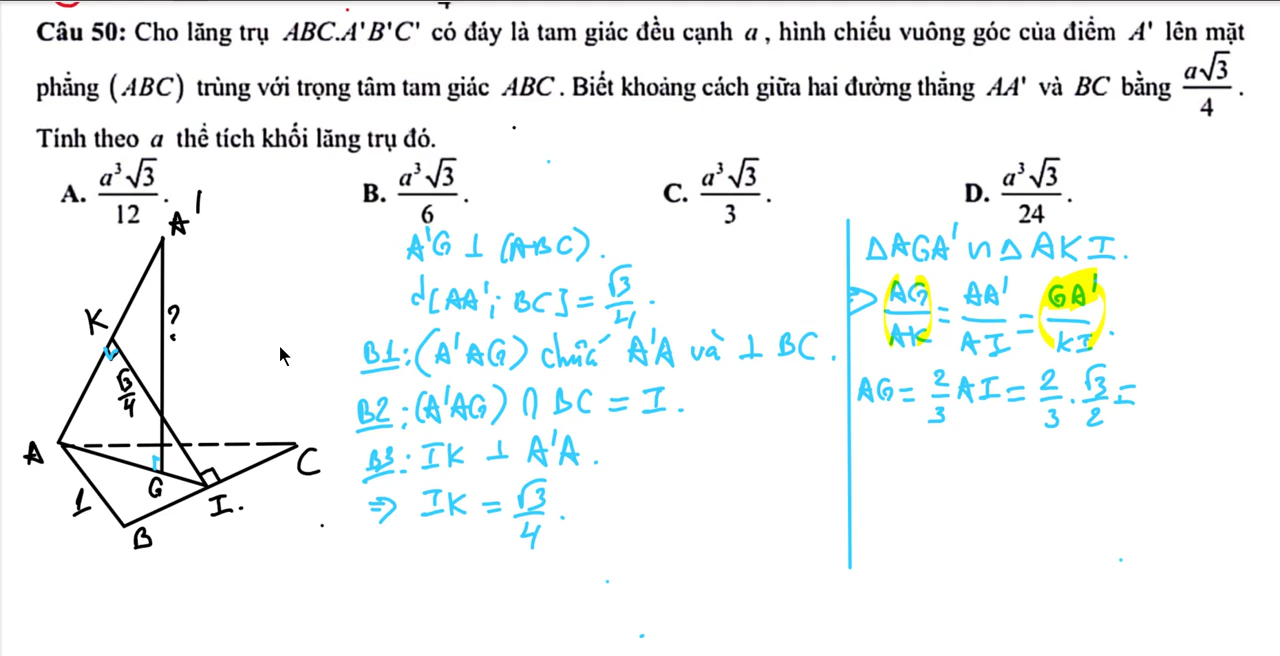 Câu 50: Cho lăng trụ ABC.A'B'C' có đáy là tam giác đều cạnh a, hình chiếu vuông góc của điểm A' lên mặt
phẳng (ABC) trùng với trọng tâm tam giác ABC. Biết khoảng cách giữa hai đường thẳng AA' và BC bằng a√3/4.
Tính theo a thể tích khối lăng trụ đó.
A. a³√3/12. B. a³√3/6. C. a³√3/3. D. a³√3/24.
A'
K
?
√3/4
A
G
I.
C
1
B
A'G ⊥ (ABC).
d[AA'; BC] = √3/4.
B1: (A'AG) chứa A'A và ⊥ BC.
B2: (A'AG) ∩ BC = I.
B3: IK ⊥ A'A.
⇒ IK = √3/4.
ΔAGA' ∽ ΔAKI.
⇒ AG/AK = AA'/AI = GA'/KI.
AG = 2/3 AI = 2/3 . √3/2 =